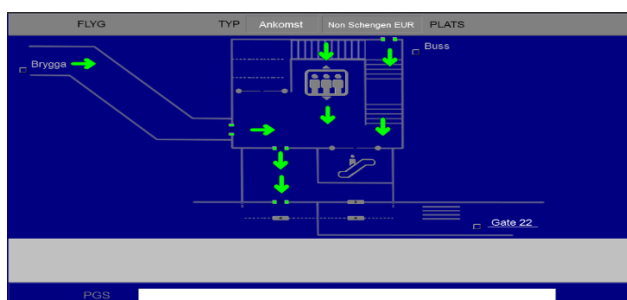 FLYG TYP Ankomst Non Schengen EUR PLATS
Buss
Brygga
Gate 22
PGS